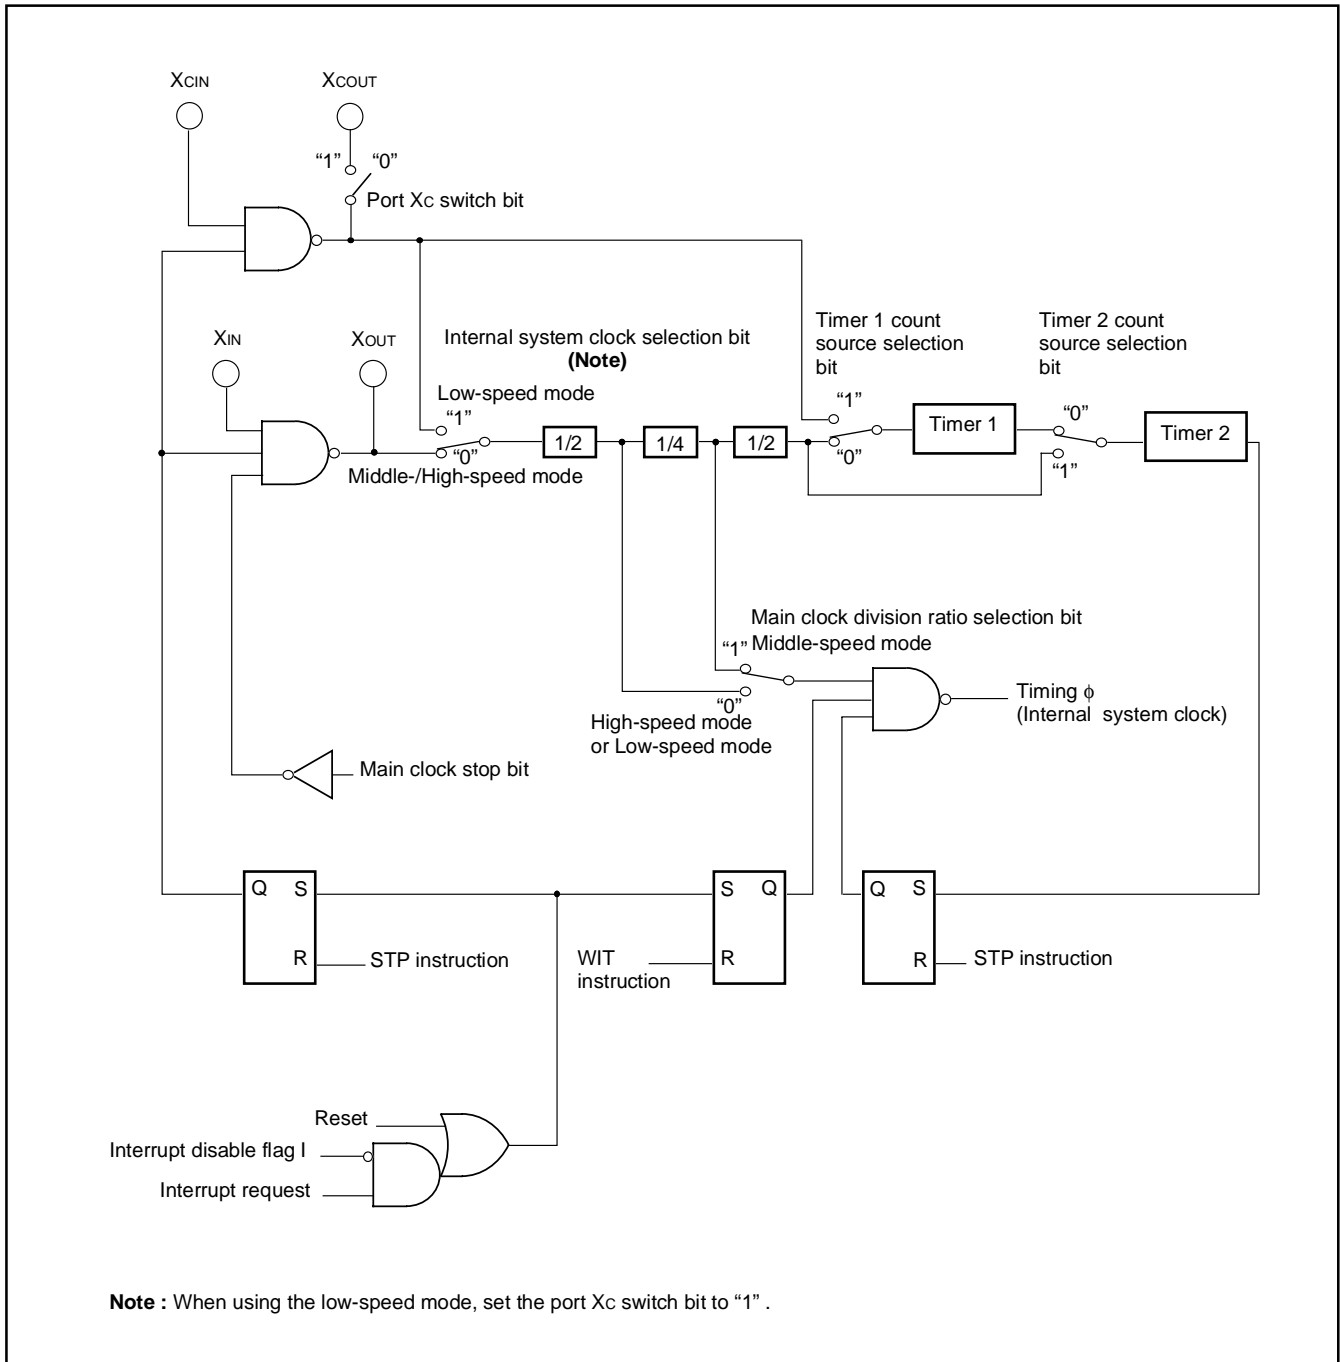 XCIN
XCOUT
“1”
“0”
Port XC switch bit
XIN
XOUT
Internal system clock selection bit
(Note)
Low-speed mode
“1”
“0”
Middle-/High-speed mode
1/2
1/4
1/2
Timer 1 count
source selection
bit
“1”
“0”
Timer 1
Timer 2 count
source selection
bit
“0”
“1”
Timer 2
Main clock division ratio selection bit
“1”
Middle-speed mode
“0”
High-speed mode
or Low-speed mode
Timing ϕ
(Internal system clock)
Main clock stop bit
Q S
R
STP instruction
S Q
R
WIT
instruction
Q S
R
STP instruction
Reset
Interrupt disable flag I
Interrupt request
Note : When using the low-speed mode, set the port XC switch bit to “1” .